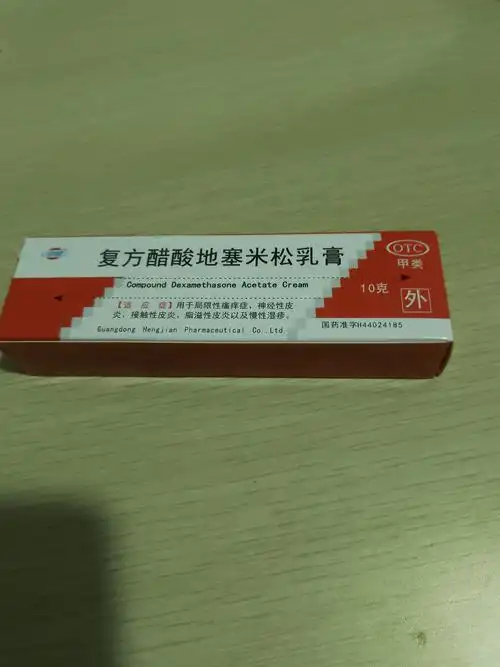 复方醋酸地塞米松乳膏
Compound Dexamethasone Acetate Cream
【适 应 症】用于局限性瘙痒症、神经性皮
炎、接触性皮炎、脂溢性皮炎以及慢性湿疹。
Guangdong Hengjian Pharmaceutical Co.,Ltd.
OTC
甲类
10克
外
国药准字H44024185